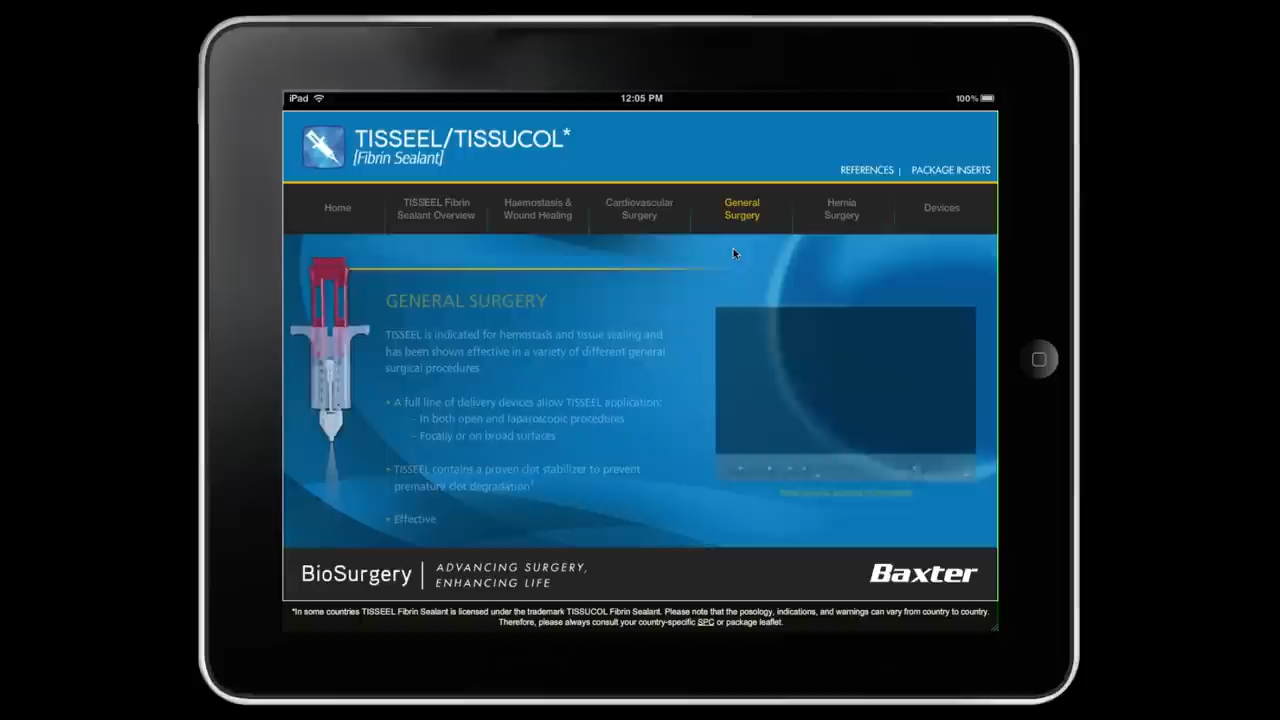 iPad
12:05 PM
100%
TISSEEL/TISSUCOL*
[Fibrin Sealant]
REFERENCES | PACKAGE INSERTS
Home
TISSEEL Fibrin
Sealant Overview
Haemostasis &
Wound Healing
Cardiovascular
Surgery
General
Surgery
Hernia
Surgery
Devices
GENERAL SURGERY
TISSEEL is indicated for hemostasis and tissue sealing and
has been shown effective in a variety of different general
surgical procedures
• A full line of delivery devices allow TISSEEL application:
– In both open and laparoscopic procedures
– Focally or on broad surfaces
• TISSEEL contains a proven clot stabilizer to prevent
premature clot degradation¹
• Effective
BioSurgery | ADVANCING SURGERY,
ENHANCING LIFE
Baxter
*In some countries TISSEEL Fibrin Sealant is licensed under the trademark TISSUCOL Fibrin Sealant. Please note that the posology, indications, and warnings can vary from country to country.
Therefore, please always consult your country-specific SPC or package leaflet.